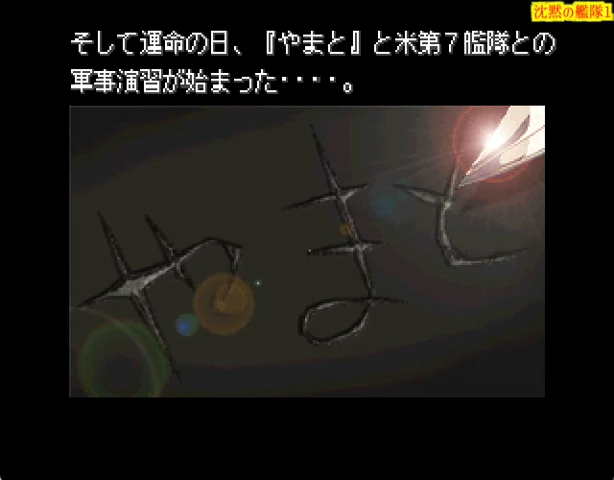 沈黙の艦隊1
そして運命の日、『やまと』と米第7艦隊との
軍事演習が始まった・・・・。
やまと